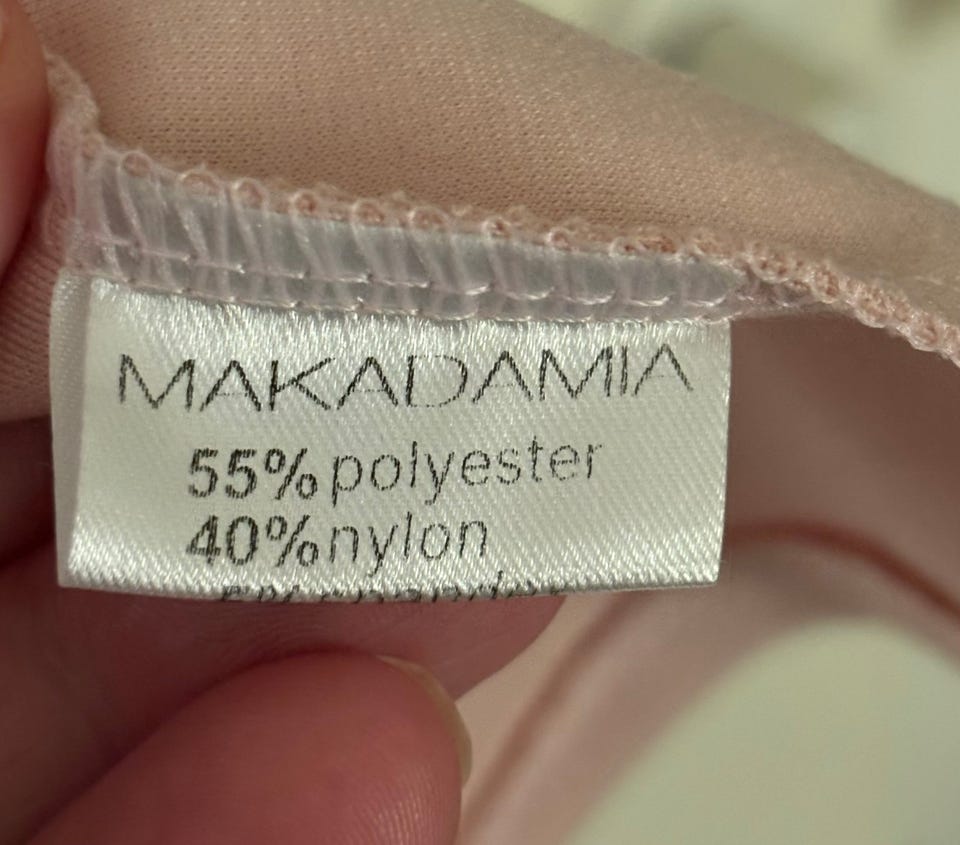 MAKADAMIA
55% polyester
40% nylon